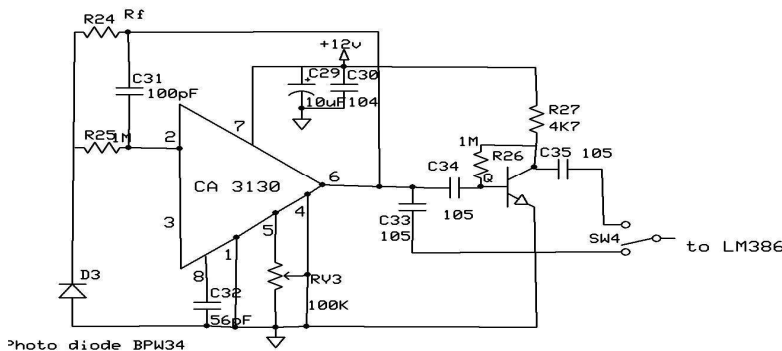 R24 Rf
+12v
C31
100pF
C29
10uF
C30
104
R27
4K7
R25 1M
2
7
1M
R26
C35 105
6
C34
105
Q
CA 3130
4
C33
105
3
5
1
SW4
to LM386
D3
8
RV3
100K
C32
56pF
Photo diode BPW34